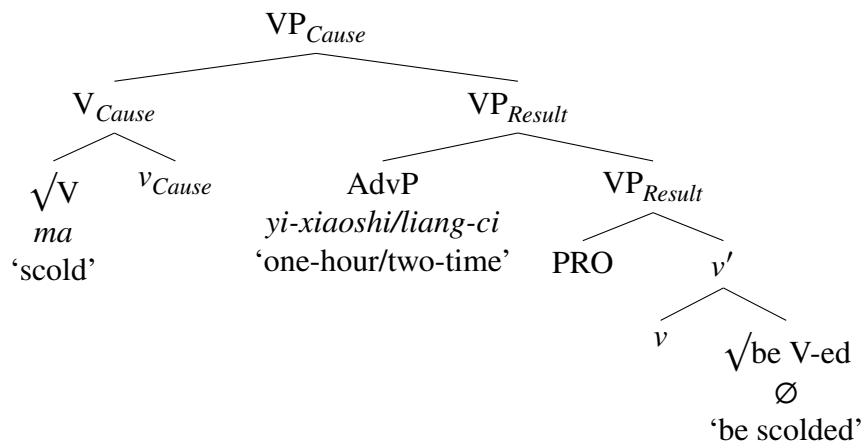 VP_Cause
V_Cause VP_Result
√V v_Cause AdvP VP_Result
ma yi-xiaoshi/liang-ci
‘scold’ ‘one-hour/two-time’ PRO v′
v √be V-ed
∅
‘be scolded’